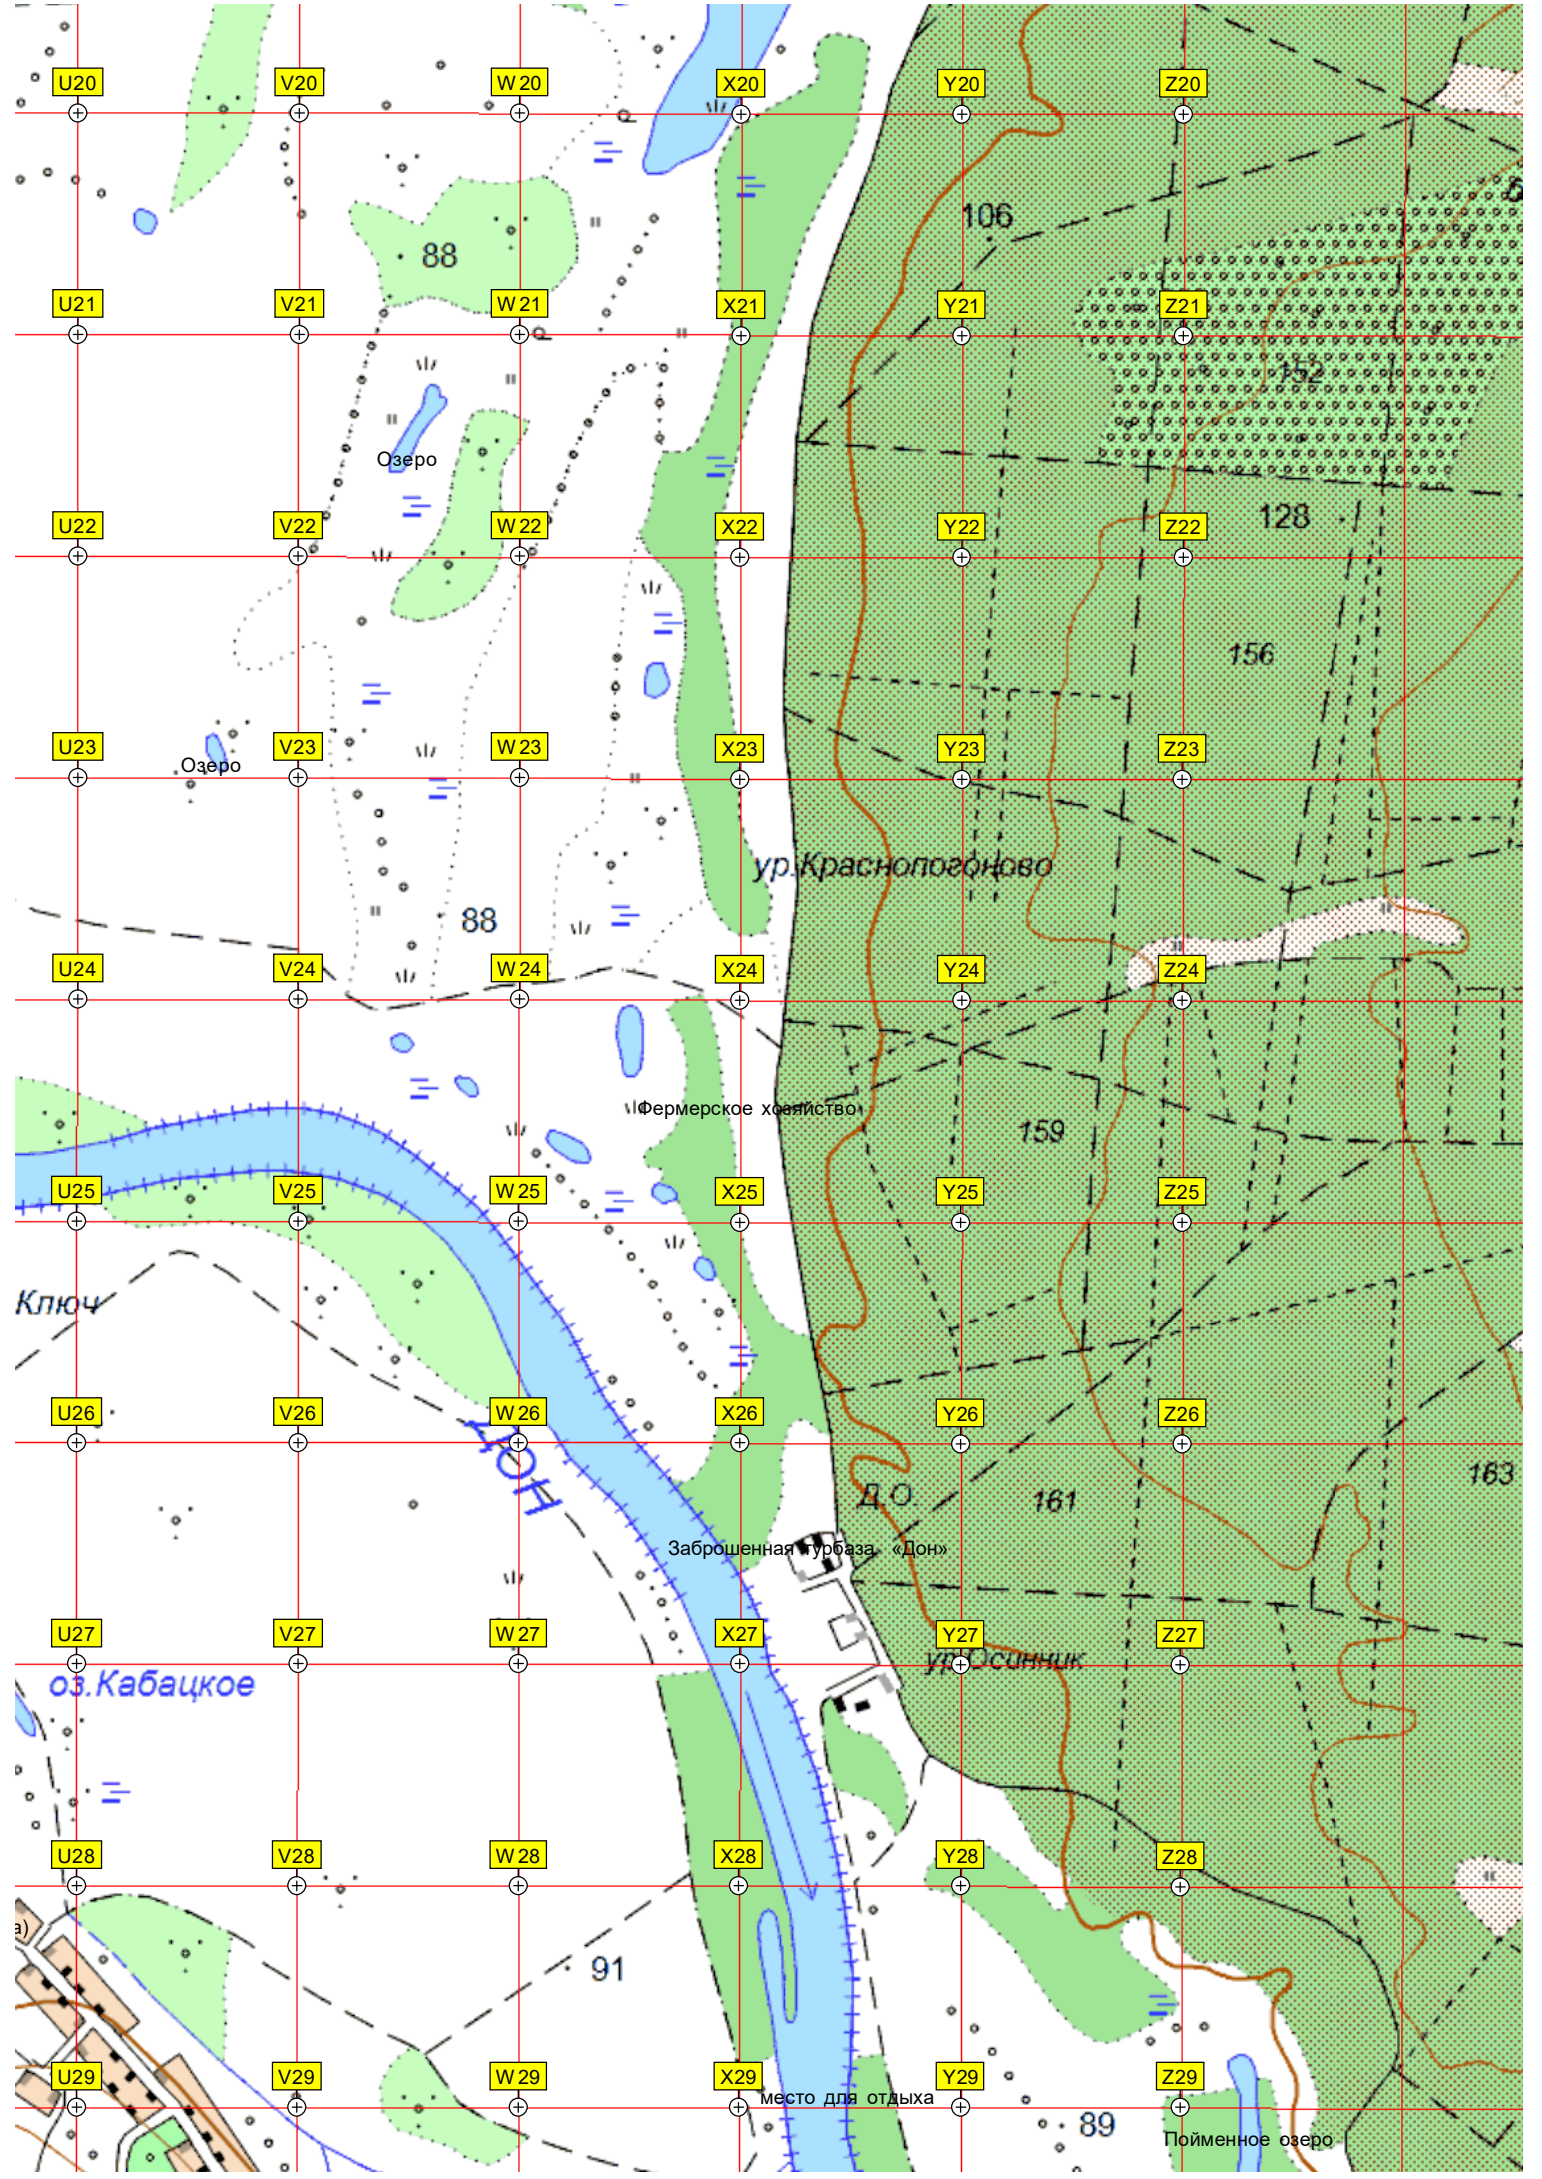 U20 V20 W20 X20 Y20 Z20
106
88
U21 V21 W21 X21 Y21 Z21
152
Озеро
U22 V22 W22 X22 Y22 Z22
128
156
U23 V23 W23 X23 Y23 Z23
Озеро
ур.Краснопогоново
88
U24 V24 W24 X24 Y24 Z24
Фермерское хозяйство
159
U25 V25 W25 X25 Y25 Z25
Ключ
U26 V26 W26 X26 Y26 Z26
ДОН
163
Д.О.
161
Заброшенная турбаза «Дон»
U27 V27 W27 X27 Y27 Z27
ур.Осинник
оз.Кабацкое
U28 V28 W28 X28 Y28 Z28
а)
91
U29 V29 W29 X29 Y29 Z29
место для отдыха
89
Пойменное озеро